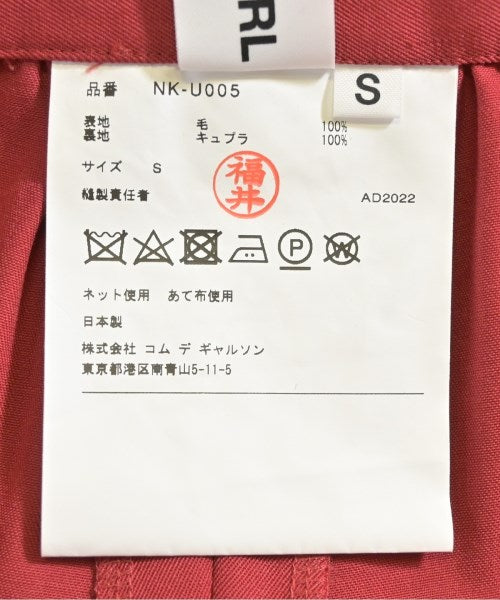 RL
S
品番 NK-U005
表地 毛 100%
裏地 キュプラ 100%
サイズ S
福井
縫製責任者
AD2022
P W
ネット使用 あて布使用
日本製
株式会社 コム デ ギャルソン
東京都港区南青山5-11-5